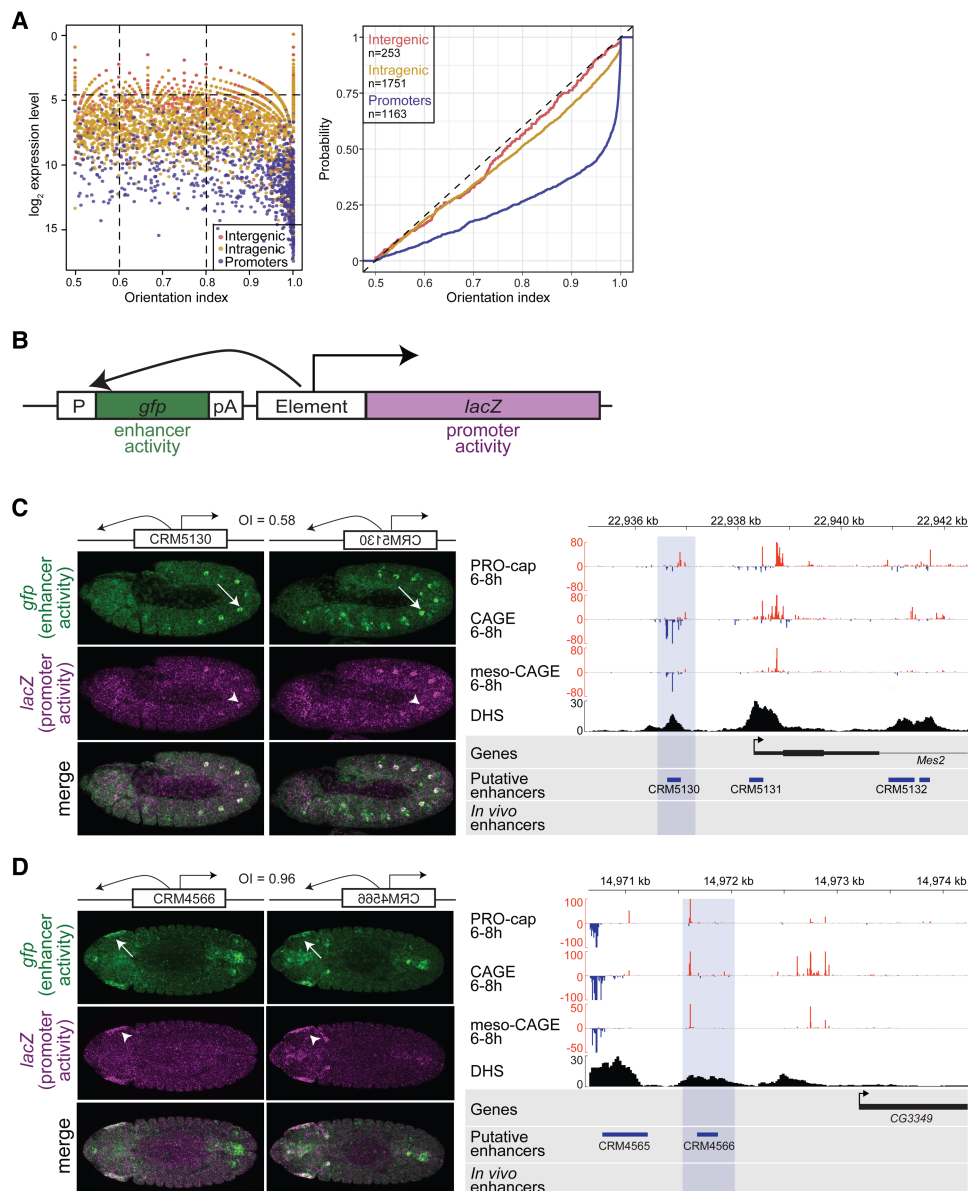 A
0
5
10
15
log2 expression level
0.5
0.6
0.7
0.8
0.9
1.0
Orientation index
Intergenic
Intragenic
Promoters
1
0.75
0.50
0.25
0
Probability
0.5
0.6
0.7
0.8
0.9
1.0
Orientation index
Intergenic
n=253
Intragenic
n=1751
Promoters
n=1163
B
P
gfp
pA
Element
lacZ
enhancer
activity
promoter
activity
C
OI = 0.58
CRM5130
CRM5130
gfp
(enhancer
activity)
lacZ
(promoter
activity)
merge
22,936 kb
22,938 kb
22,940 kb
22,942 kb
PRO-cap
6-8h
80
0
CAGE
6-8h
80
0
-80
meso-CAGE
6-8h
80
0
-80
DHS
30
0
Genes
Mes2
Putative
enhancers
CRM5130
CRM5131
CRM5132
In vivo
enhancers
D
OI = 0.96
CRM4566
CRM4566
gfp
(enhancer
activity)
lacZ
(promoter
activity)
merge
14,971 kb
14,972 kb
14,973 kb
14,974 kb
PRO-cap
6-8h
100
0
-100
CAGE
6-8h
100
0
-100
meso-CAGE
6-8h
50
0
-50
DHS
30
0
Genes
CG3349
Putative
enhancers
CRM4565
CRM4566
In vivo
enhancers